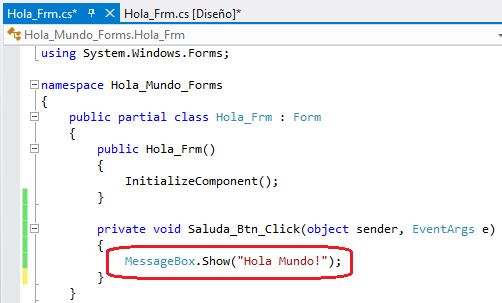 Hola_Frm.cs* Hola_Frm.cs [Diseño]*
Hola_Mundo_Forms.Hola_Frm
using System.Windows.Forms;
namespace Hola_Mundo_Forms
{
public partial class Hola_Frm : Form
{
public Hola_Frm()
{
InitializeComponent();
}
private void Saluda_Btn_Click(object sender, EventArgs e)
{
MessageBox.Show("Hola Mundo!");
}
}